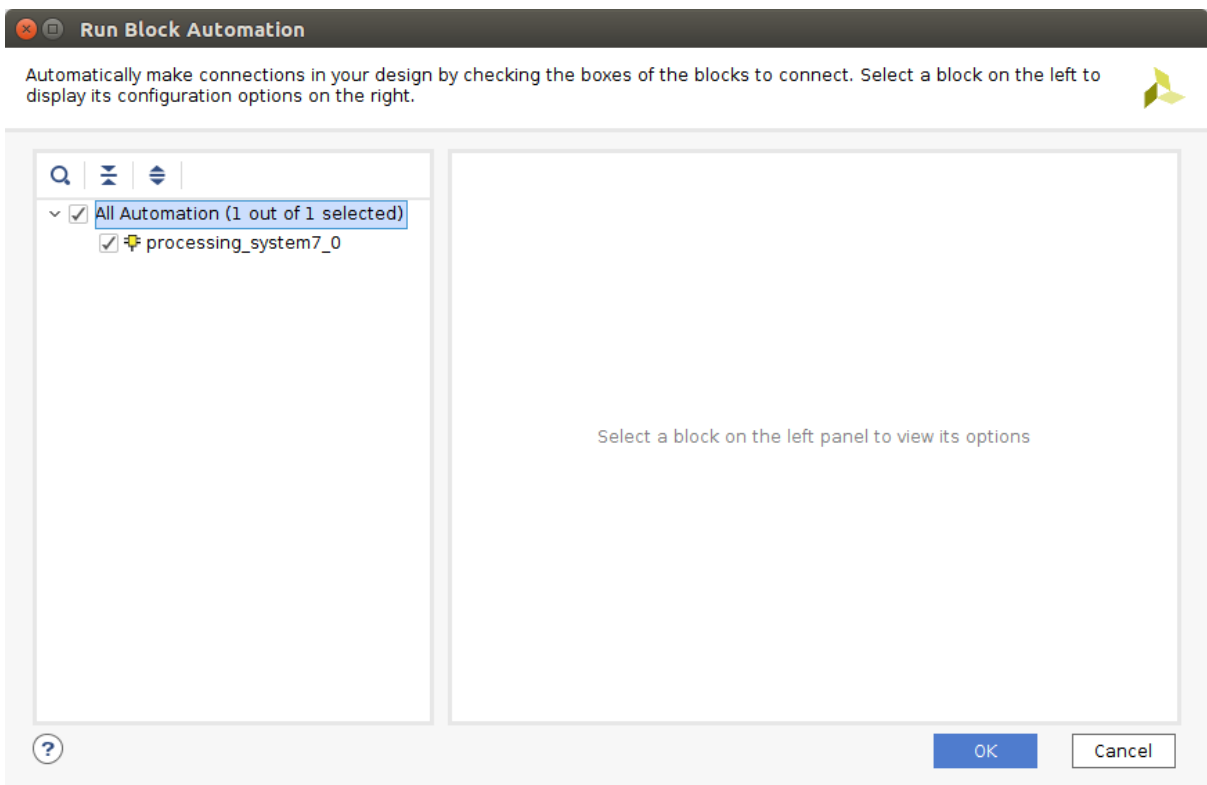 Run Block Automation
Automatically make connections in your design by checking the boxes of the blocks to connect. Select a block on the left to
display its configuration options on the right.
All Automation (1 out of 1 selected)
processing_system7_0
Select a block on the left panel to view its options
?
OK
Cancel